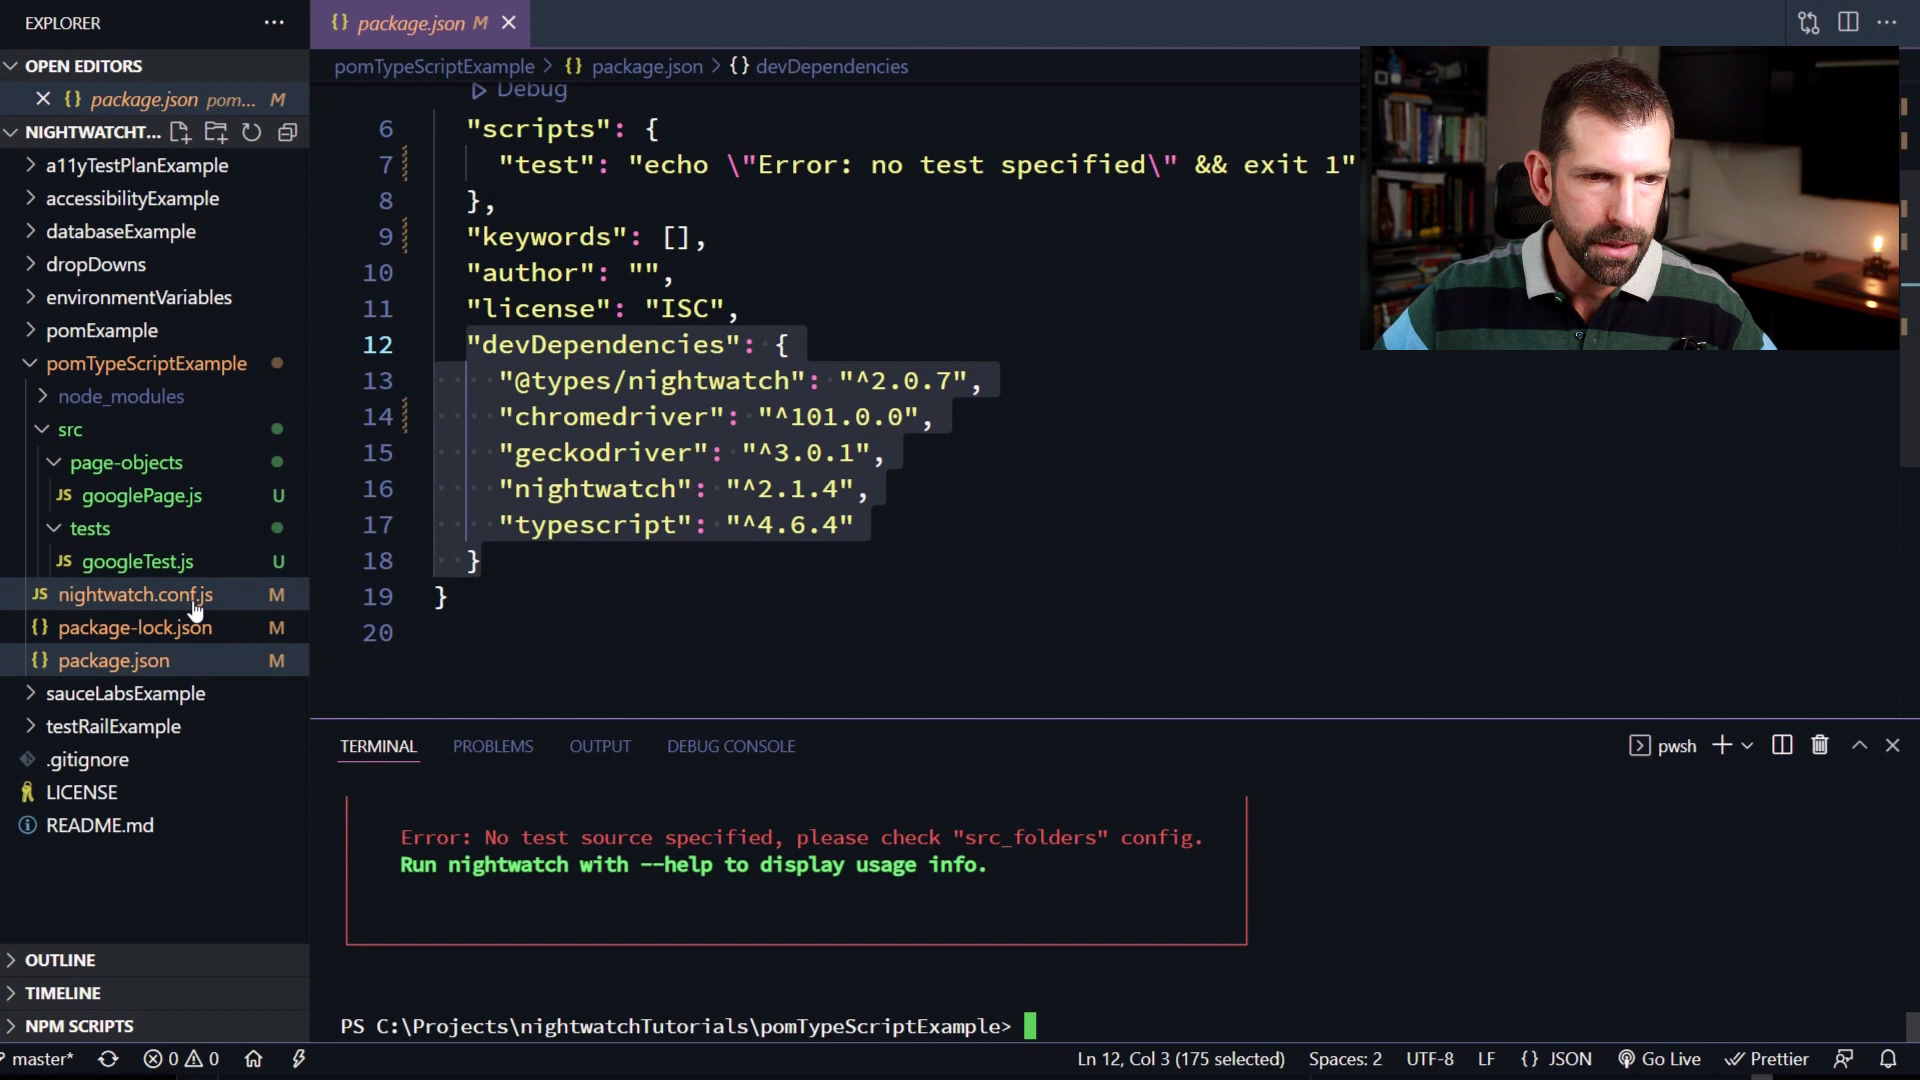 EXPLORER
···
{} package.json M
OPEN EDITORS
{} package.json pom... M
NIGHTWATCHT...
a11yTestPlanExample
accessibilityExample
databaseExample
dropDowns
environmentVariables
pomExample
pomTypeScriptExample
node_modules
src
page-objects
JS googlePage.js U
tests
JS googleTest.js U
JS nightwatch.conf.js M
{} package-lock.json M
{} package.json M
sauceLabsExample
testRailExample
.gitignore
LICENSE
README.md
OUTLINE
TIMELINE
NPM SCRIPTS
pomTypeScriptExample > {} package.json > {} devDependencies
Debug
6 "scripts": {
7 "test": "echo \"Error: no test specified\" && exit 1"
8 },
9 "keywords": [],
10 "author": "",
11 "license": "ISC",
12 "devDependencies": {
13 "@types/nightwatch": "^2.0.7",
14 "chromedriver": "^101.0.0",
15 "geckodriver": "^3.0.1",
16 "nightwatch": "^2.1.4",
17 "typescript": "^4.6.4"
18 }
19 }
20
TERMINAL PROBLEMS OUTPUT DEBUG CONSOLE
pwsh
Error: No test source specified, please check "src_folders" config.
Run nightwatch with --help to display usage info.
PS C:\Projects\nightwatchTutorials\pomTypeScriptExample>
master* 0 0 Ln 12, Col 3 (175 selected) Spaces: 2 UTF-8 LF {} JSON Go Live Prettier